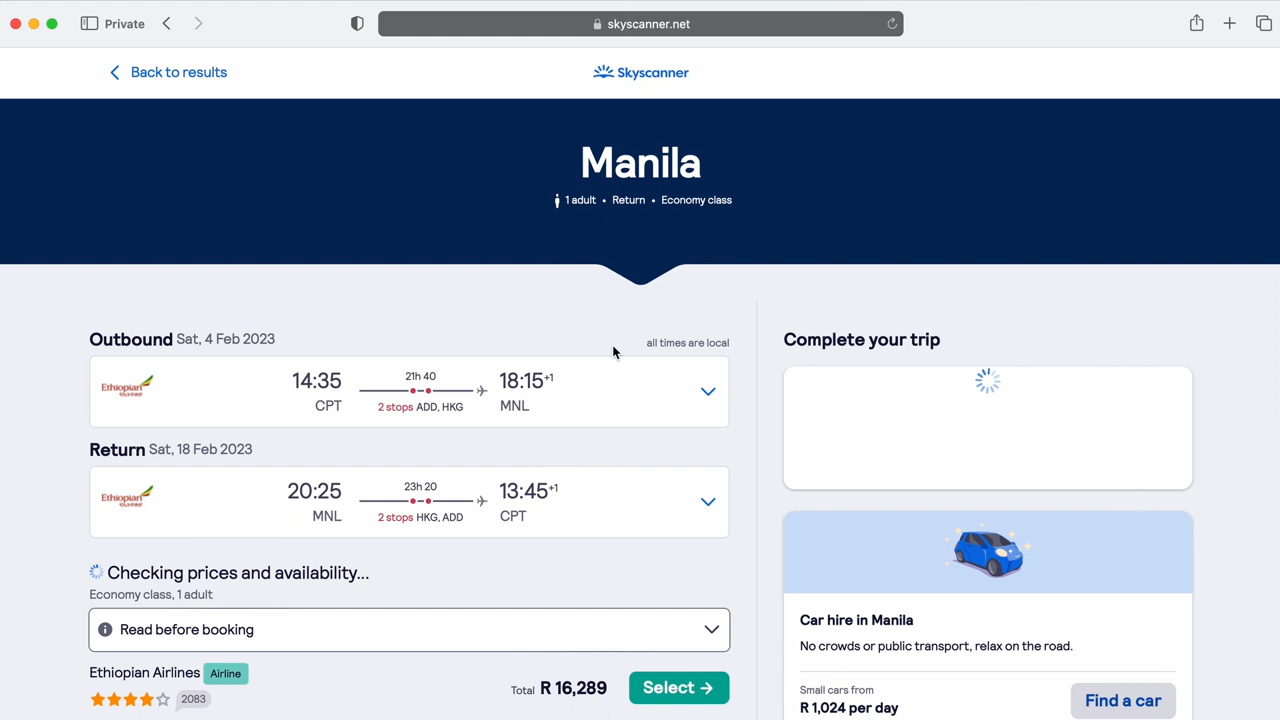 Private
skyscanner.net
Back to results
Skyscanner
Manila
1 adult • Return • Economy class
Outbound Sat, 4 Feb 2023
all times are local
Ethiopian
14:35
21h 40
18:15+1
CPT
2 stops ADD, HKG
MNL
Return Sat, 18 Feb 2023
Ethiopian
20:25
23h 20
13:45+1
MNL
2 stops HKG, ADD
CPT
Checking prices and availability...
Economy class, 1 adult
Read before booking
Ethiopian Airlines Airline
2083
Total R 16,289
Select →
Complete your trip
Car hire in Manila
No crowds or public transport, relax on the road.
Small cars from
R 1,024 per day
Find a car